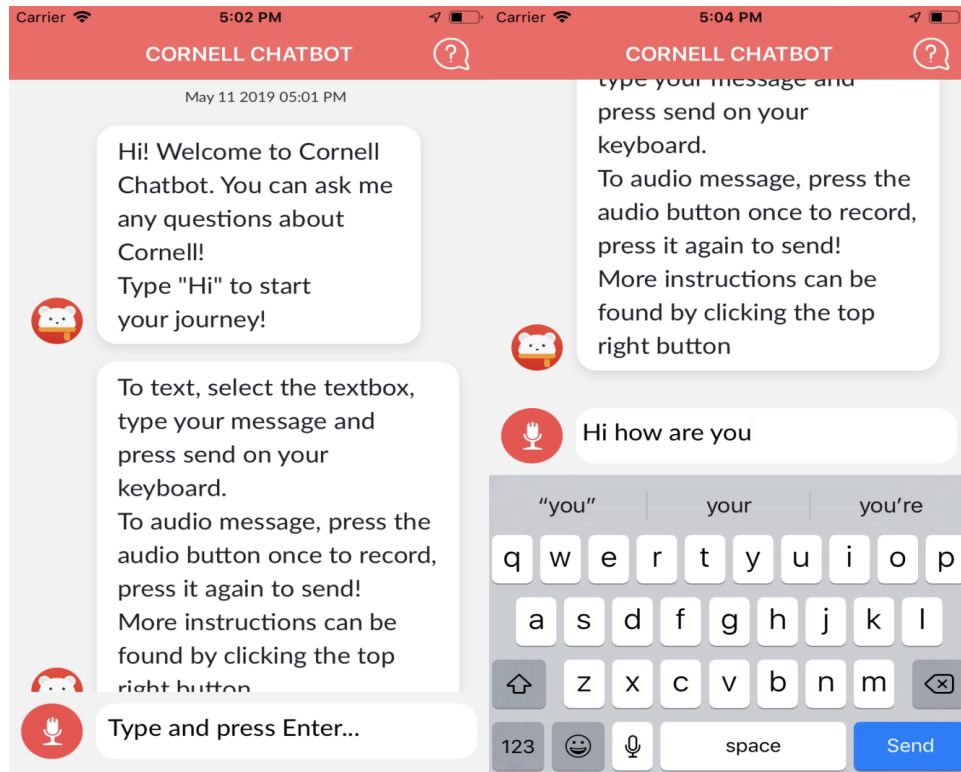 Carrier 5:02 PM
CORNELL CHATBOT
May 11 2019 05:01 PM
Hi! Welcome to Cornell
Chatbot. You can ask me
any questions about
Cornell!
Type "Hi" to start
your journey!
To text, select the textbox,
type your message and
press send on your
keyboard.
To audio message, press the
audio button once to record,
press it again to send!
More instructions can be
found by clicking the top
right button
Type and press Enter...
Carrier 5:04 PM
CORNELL CHATBOT
type your message and
press send on your
keyboard.
To audio message, press the
audio button once to record,
press it again to send!
More instructions can be
found by clicking the top
right button
Hi how are you
“you” your you’re
q w e r t y u i o p
a s d f g h j k l
z x c v b n m
123 space Send